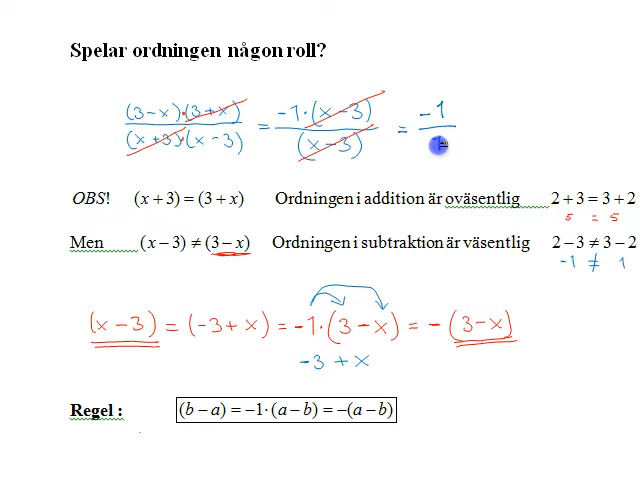 Spelar ordningen någon roll?
(3-x)·(3+x) / (x+3)·(x-3) = -1·(x-3) / (x-3) = -1 /
OBS! (x+3)=(3+x) Ordningen i addition är oväsentlig 2+3=3+2
5 = 5
Men (x-3)≠(3-x) Ordningen i subtraktion är väsentlig 2-3≠3-2
-1 ≠ 1
(x-3) = (-3+x) = -1·(3-x) = -(3-x)
-3+x
Regel: (b-a)=-1·(a-b)=-(a-b)